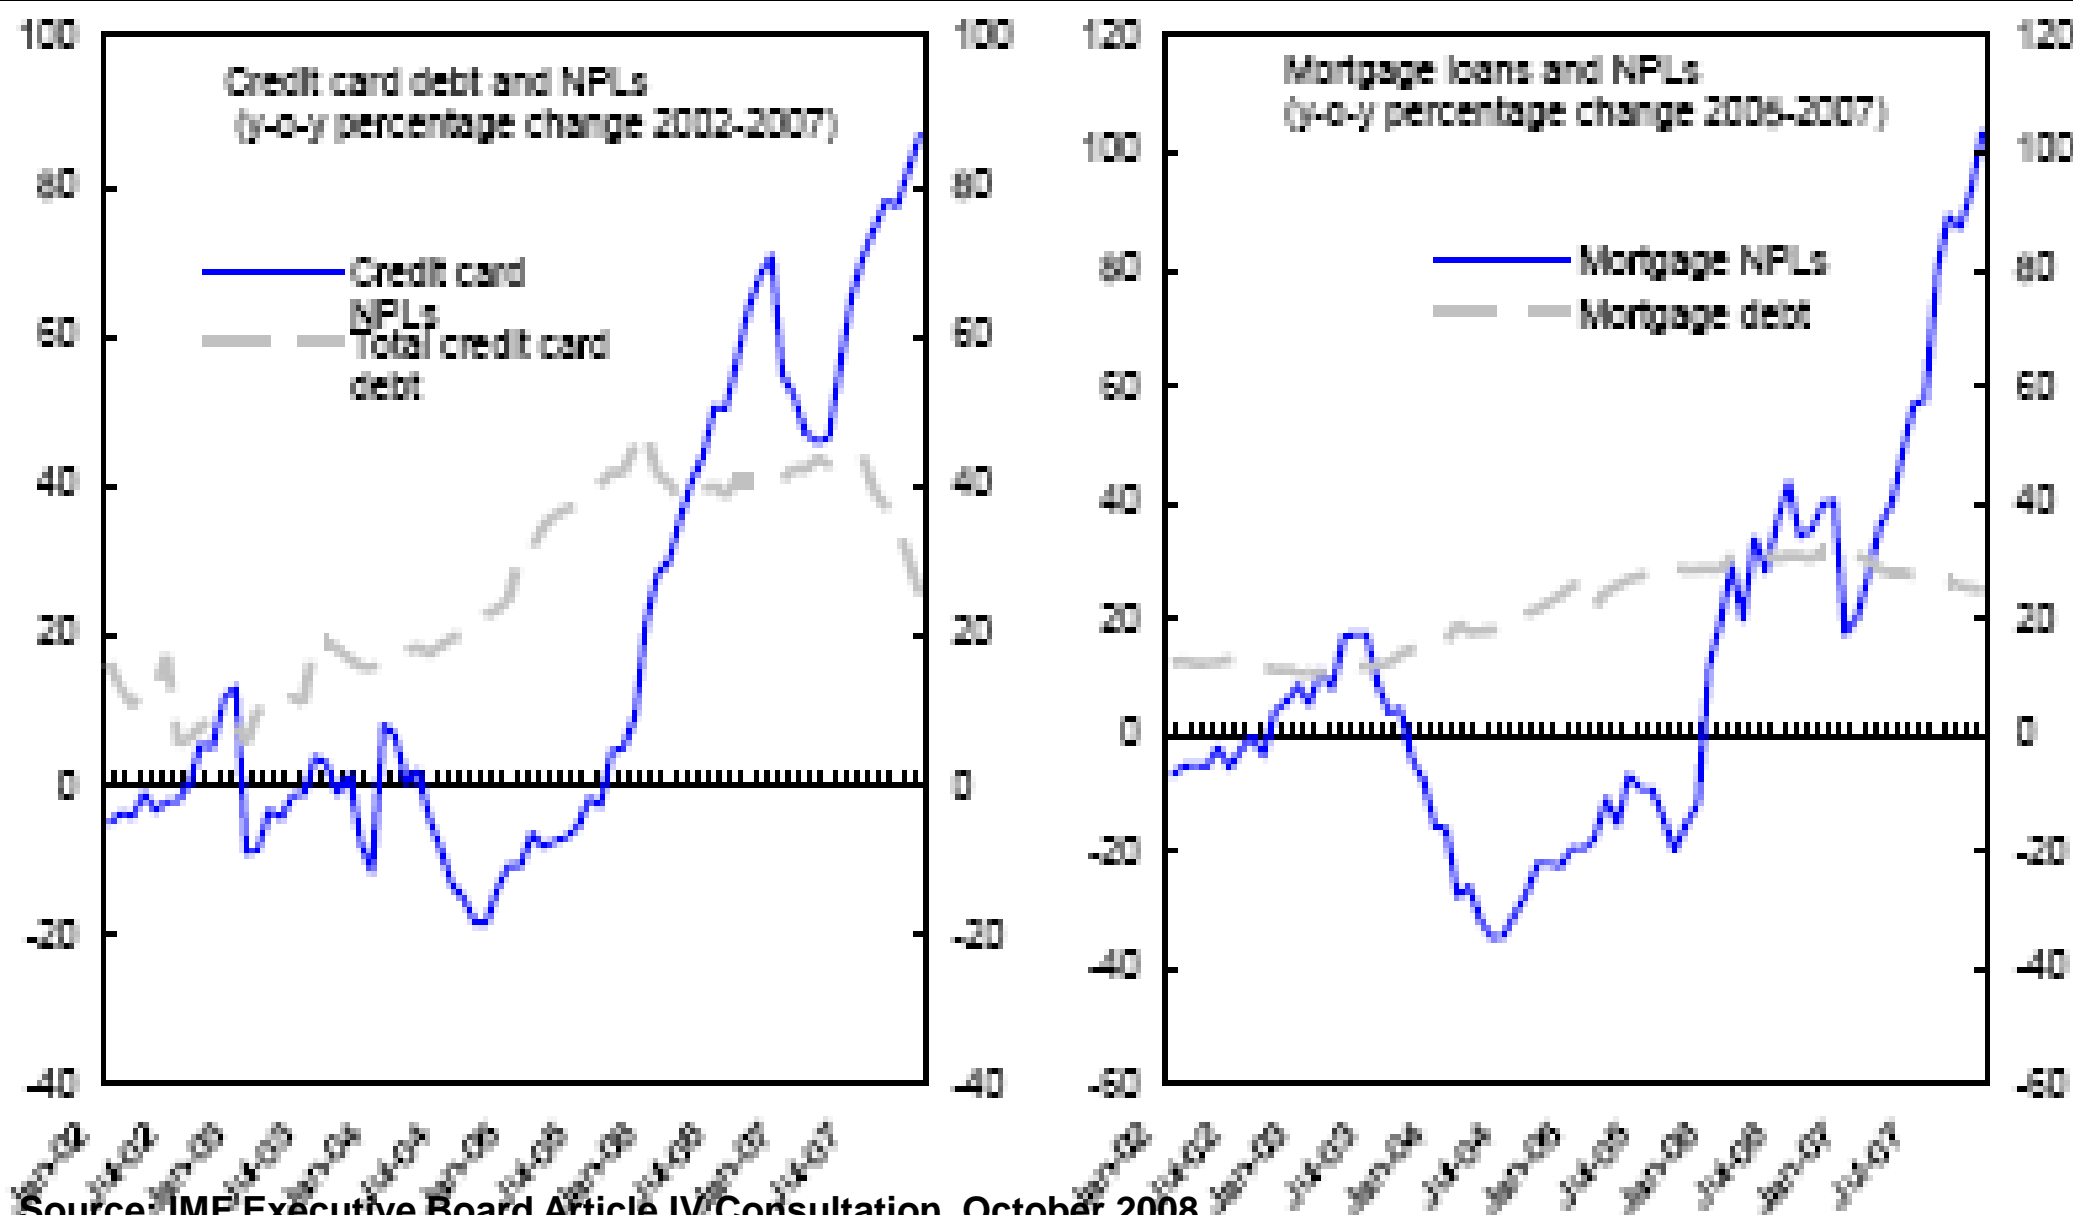 Credit card debt and NPLs
(y-o-y percentage change 2002-2007)
Credit card
NPLs
Total credit card
debt
100
80
60
40
20
0
-20
-40
100
80
60
40
20
0
-20
-40
Jan-02
Jul-02
Jan-03
Jul-03
Jan-04
Jul-04
Jan-05
Jul-05
Jan-06
Jul-06
Jan-07
Jul-07
Mortgage loans and NPLs
(y-o-y percentage change 2006-2007)
Mortgage NPLs
Mortgage debt
120
100
80
60
40
20
0
-20
-40
-60
120
100
80
60
40
20
0
-20
-40
-60
Jan-02
Jul-02
Jan-03
Jul-03
Jan-04
Jul-04
Jan-05
Jul-05
Jan-06
Jul-06
Jan-07
Jul-07
Source: IMF Executive Board Article IV Consultation, October 2008